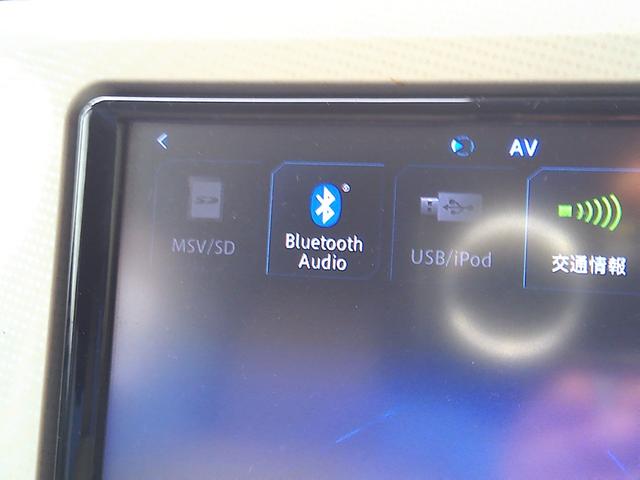 AV
MSV/SD
Bluetooth
Audio
USB/iPod
交通情報